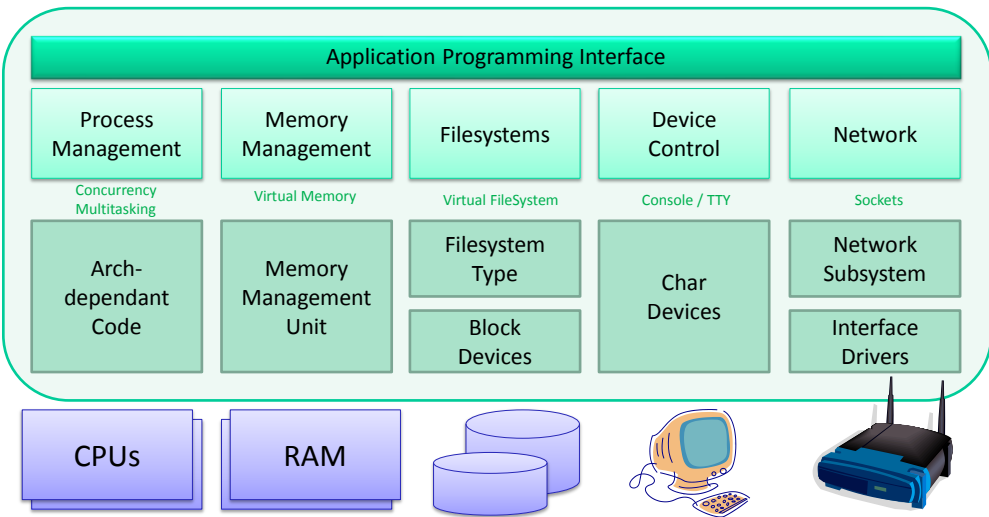 Application Programming Interface
Process
Management
Memory
Management
Filesystems
Device
Control
Network
Concurrency
Multitasking
Virtual Memory
Virtual FileSystem
Console / TTY
Sockets
Arch-
dependant
Code
Memory
Management
Unit
Filesystem
Type
Block
Devices
Char
Devices
Network
Subsystem
Interface
Drivers
CPUs
RAM